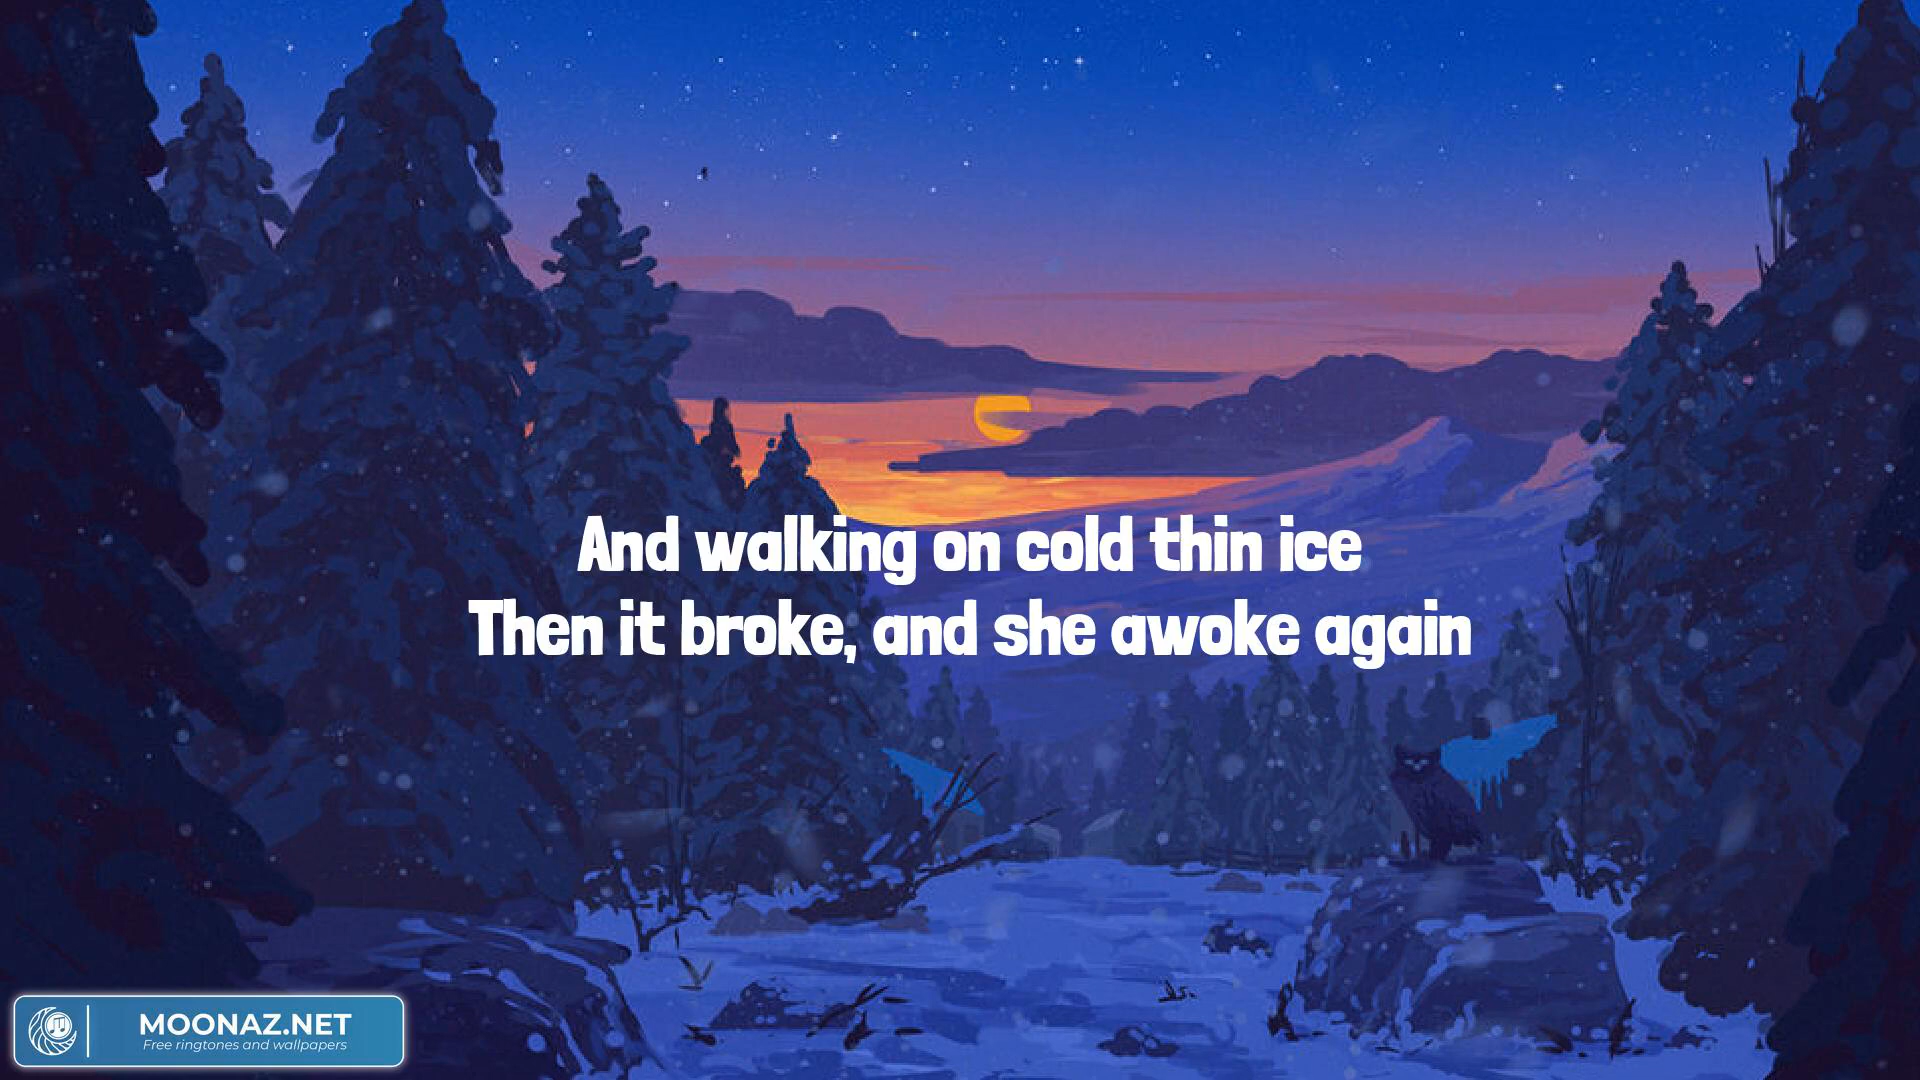 And walking on cold thin ice
Then it broke, and she awoke again
MOONAZ.NET
Free ringtones and wallpapers